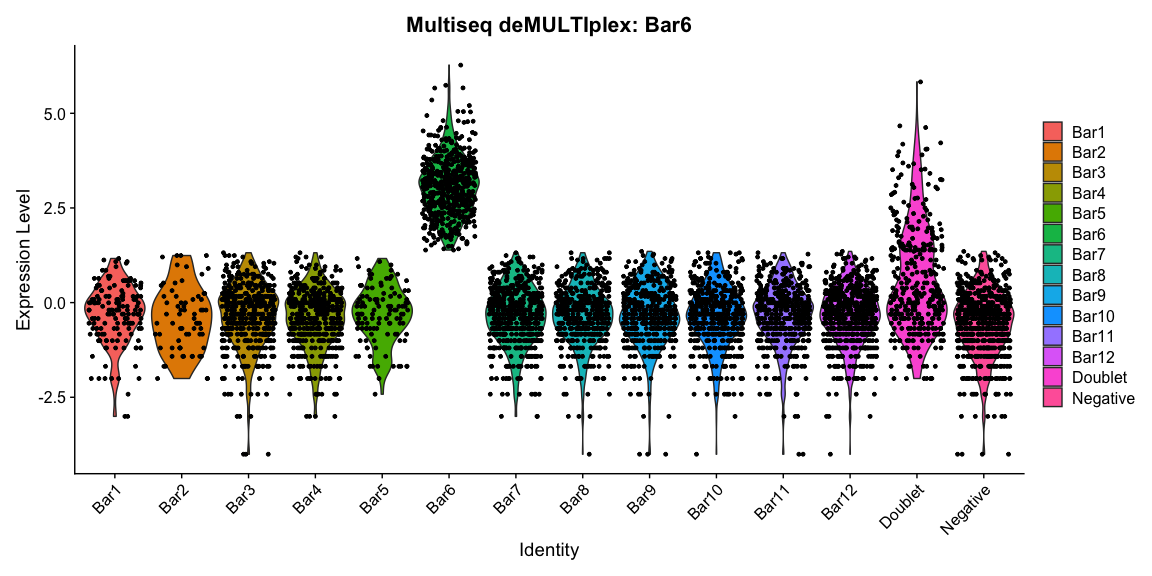 Multiseq deMULTIplex: Bar6
Expression Level
5.0
2.5
0.0
-2.5
Bar1
Bar2
Bar3
Bar4
Bar5
Bar6
Bar7
Bar8
Bar9
Bar10
Bar11
Bar12
Doublet
Negative
Identity
Bar1
Bar2
Bar3
Bar4
Bar5
Bar6
Bar7
Bar8
Bar9
Bar10
Bar11
Bar12
Doublet
Negative